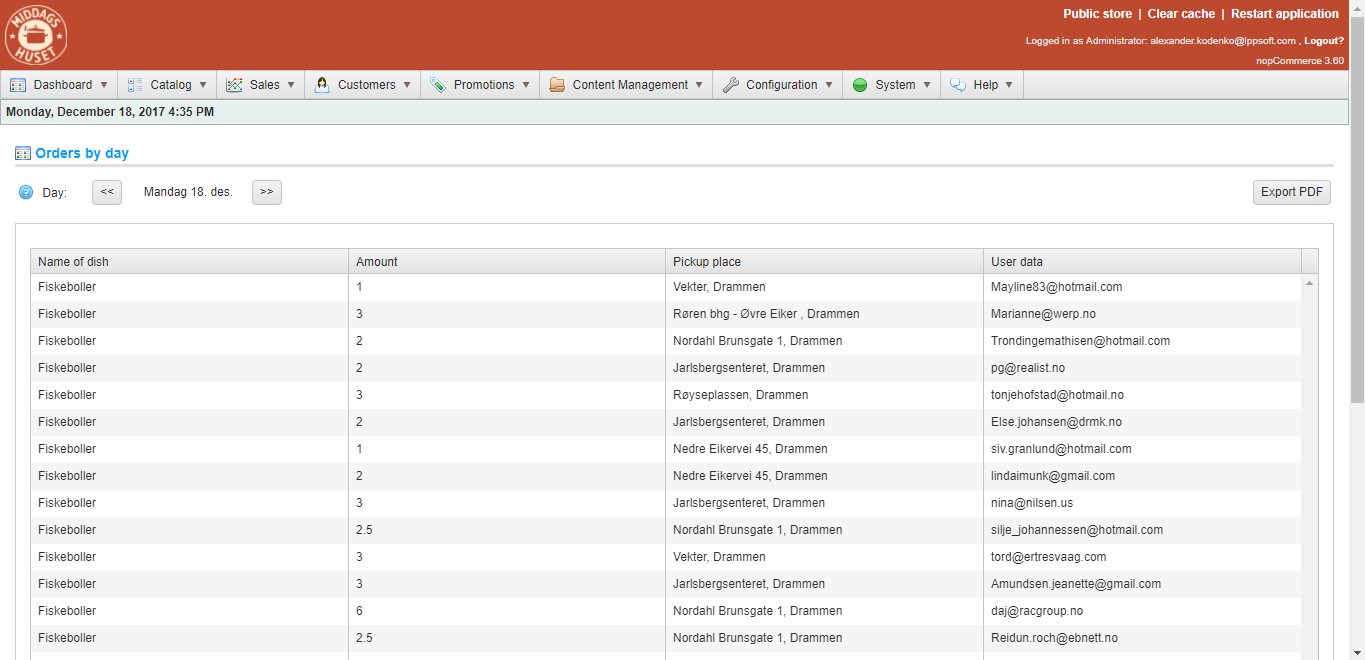 MIDDAGS
HUSET
Public store | Clear cache | Restart application
Logged in as Administrator: alexander.kodenko@lppsoft.com , Logout?
nopCommerce 3.60
Dashboard Catalog Sales Customers Promotions Content Management Configuration System Help
Monday, December 18, 2017 4:35 PM
Orders by day
Day: << Mandag 18. des. >> Export PDF
Name of dish Amount Pickup place User data
Fiskeboller 1 Vekter, Drammen Mayline83@hotmail.com
Fiskeboller 3 Røren bhg - Øvre Eiker , Drammen Marianne@werp.no
Fiskeboller 2 Nordahl Brunsgate 1, Drammen Trondingemathisen@hotmail.com
Fiskeboller 2 Jarlsbergsenteret, Drammen pg@realist.no
Fiskeboller 3 Røyseplassen, Drammen tonjehofstad@hotmail.no
Fiskeboller 2 Jarlsbergsenteret, Drammen Else.johansen@drmk.no
Fiskeboller 1 Nedre Eikervei 45, Drammen siv.granlund@hotmail.com
Fiskeboller 2 Nedre Eikervei 45, Drammen lindaimunk@gmail.com
Fiskeboller 3 Jarlsbergsenteret, Drammen nina@nilsen.us
Fiskeboller 2.5 Nordahl Brunsgate 1, Drammen silje_johannessen@hotmail.com
Fiskeboller 3 Vekter, Drammen tord@ertresvaag.com
Fiskeboller 3 Jarlsbergsenteret, Drammen Amundsen.jeanette@gmail.com
Fiskeboller 6 Nordahl Brunsgate 1, Drammen daj@racgroup.no
Fiskeboller 2.5 Nordahl Brunsgate 1, Drammen Reidun.roch@ebnett.no